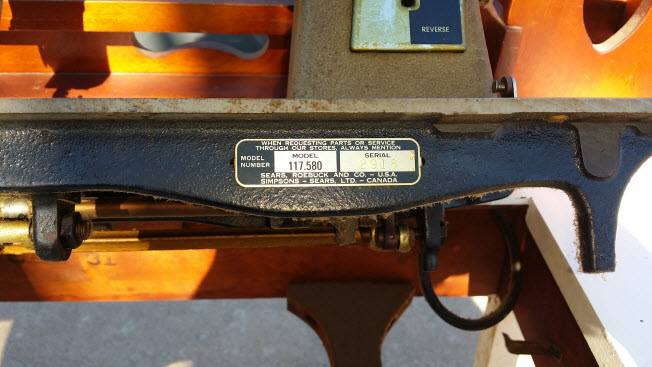 REVERSE
WHEN REQUESTING PARTS OR SERVICE
THROUGH OUR STORES, ALWAYS MENTION
MODEL NUMBER
MODEL
117.580
SERIAL
2918
SEARS, ROEBUCK AND CO. - U.S.A.
SIMPSONS - SEARS, LTD. - CANADA